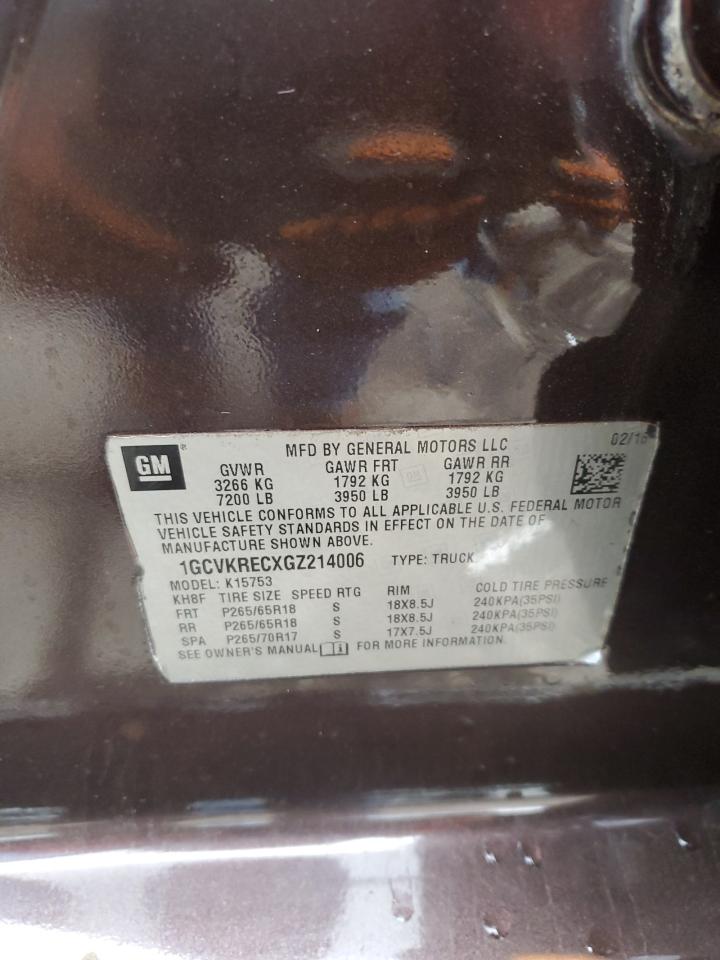 GM
MFD BY GENERAL MOTORS LLC 02/16
GVWR GAWR FRT GAWR RR
3266 KG 1792 KG 1792 KG
7200 LB 3950 LB 3950 LB
THIS VEHICLE CONFORMS TO ALL APPLICABLE U.S. FEDERAL MOTOR
VEHICLE SAFETY STANDARDS IN EFFECT ON THE DATE OF
MANUFACTURE SHOWN ABOVE.
1GCVKRECXGZ214006 TYPE: TRUCK
MODEL: K15753
KH8F TIRE SIZE SPEED RTG RIM COLD TIRE PRESSURE
FRT P265/65R18 S 18X8.5J 240KPA(35PSI)
RR P265/65R18 S 18X8.5J 240KPA(35PSI)
SPA P265/70R17 S 17X7.5J 240KPA(35PSI)
SEE OWNER'S MANUAL FOR MORE INFORMATION.